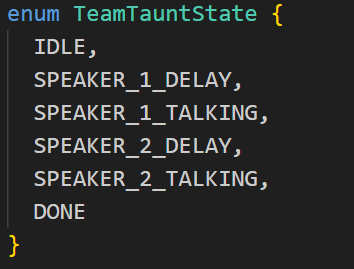 enum TeamTauntState {
  IDLE,
  SPEAKER_1_DELAY,
  SPEAKER_1_TALKING,
  SPEAKER_2_DELAY,
  SPEAKER_2_TALKING,
  DONE
}